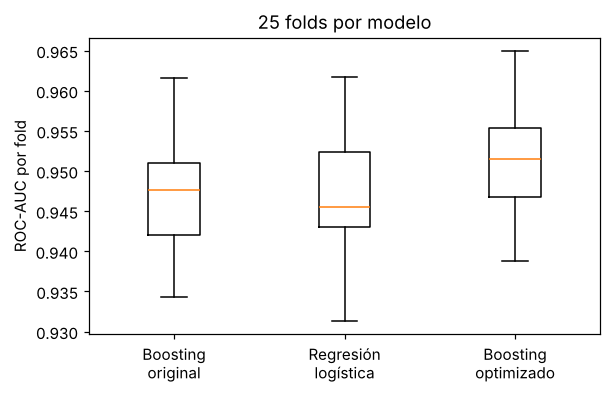 25 folds por modelo
ROC-AUC por fold
0.965
0.960
0.955
0.950
0.945
0.940
0.935
0.930
Boosting
original
Regresión
logística
Boosting
optimizado